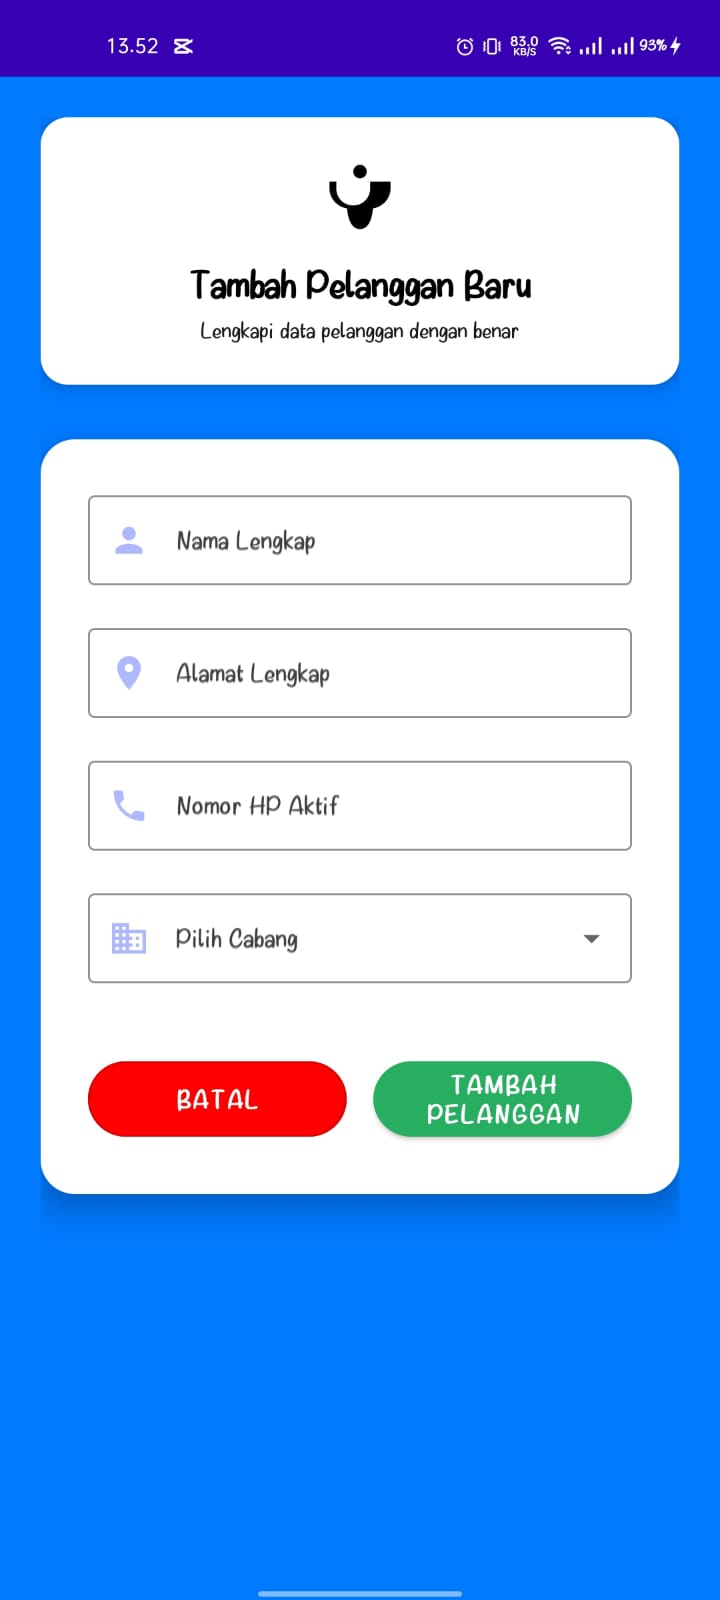 13.52
83.0
KB/S
93%
Tambah Pelanggan Baru
Lengkapi data pelanggan dengan benar
Nama Lengkap
Alamat Lengkap
Nomor HP Aktif
Pilih Cabang
BATAL
TAMBAH
PELANGGAN